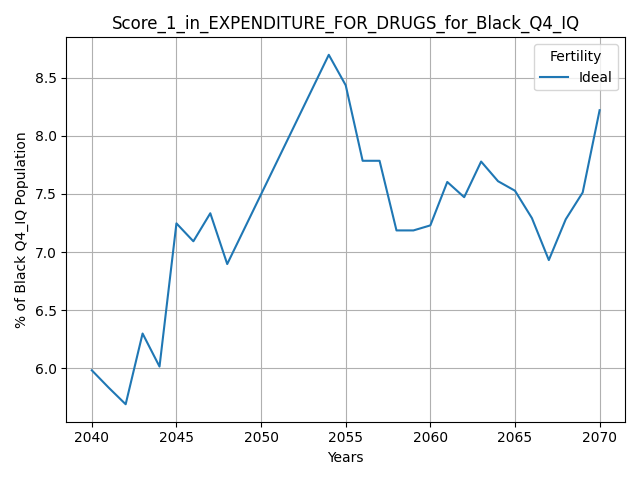 Score_1_in_EXPENDITURE_FOR_DRUGS_for_Black_Q4_IQ
Fertility
Ideal
% of Black Q4_IQ Population
8.5
8.0
7.5
7.0
6.5
6.0
2040 2045 2050 2055 2060 2065 2070
Years